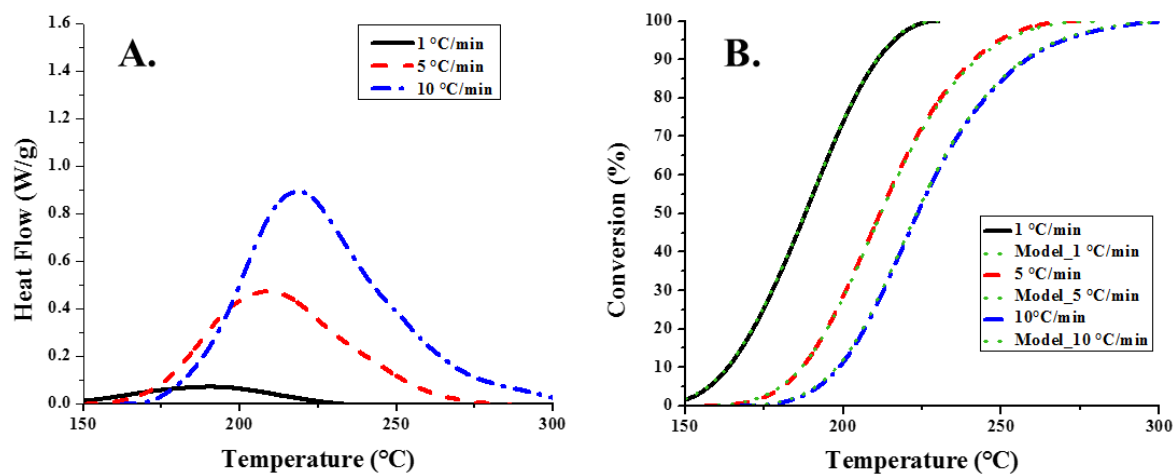 A.
1 °C/min
5 °C/min
10 °C/min
Heat Flow (W/g)
1.6
1.4
1.2
1.0
0.8
0.6
0.4
0.2
0.0
150
200
250
300
Temperature (°C)
B.
1 °C/min
Model_1 °C/min
5 °C/min
Model_5 °C/min
10°C/min
Model_10 °C/min
Conversion (%)
100
90
80
70
60
50
40
30
20
10
0
150
200
250
300
Temperature (°C)